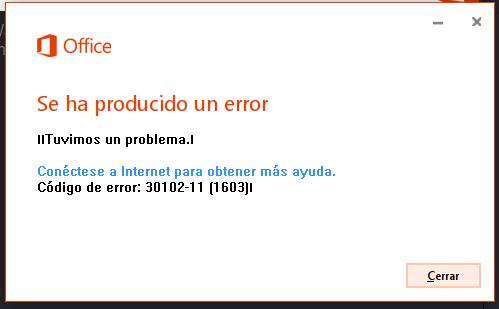 Office
Se ha producido un error
llTuvimos un problema.l
Conéctese a Internet para obtener más ayuda.
Código de error: 30102-11 (1603)l
Cerrar